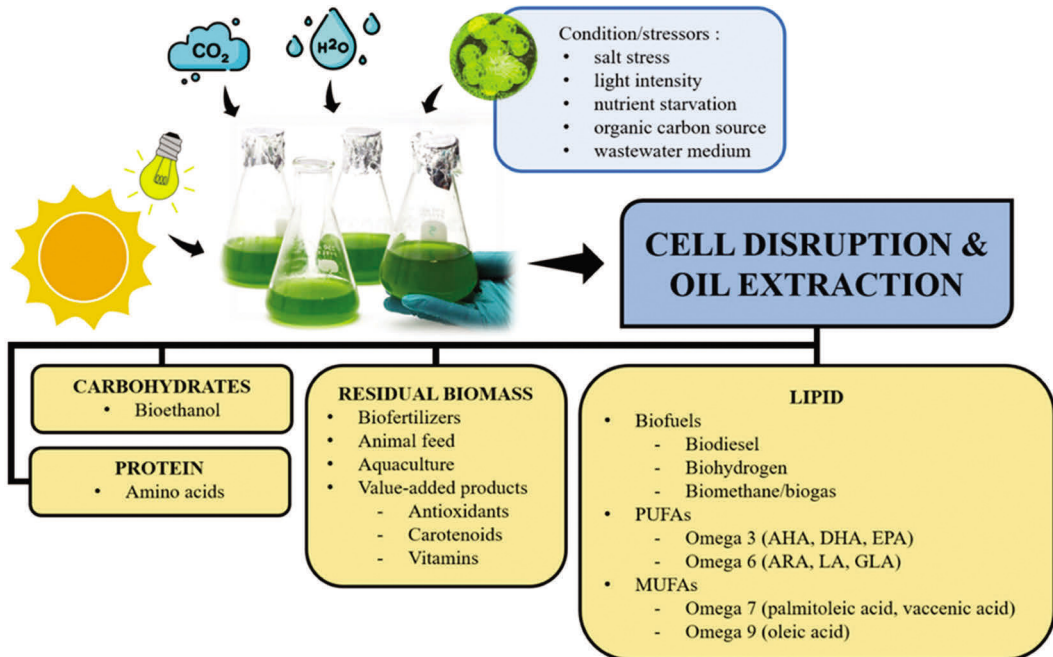 CO2
H2O
Condition/stressors :
• salt stress
• light intensity
• nutrient starvation
• organic carbon source
• wastewater medium
CELL DISRUPTION &
OIL EXTRACTION
CARBOHYDRATES
• Bioethanol
PROTEIN
• Amino acids
RESIDUAL BIOMASS
• Biofertilizers
• Animal feed
• Aquaculture
• Value-added products
- Antioxidants
- Carotenoids
- Vitamins
LIPID
• Biofuels
- Biodiesel
- Biohydrogen
- Biomethane/biogas
• PUFAs
- Omega 3 (AHA, DHA, EPA)
- Omega 6 (ARA, LA, GLA)
• MUFAs
- Omega 7 (palmitoleic acid, vaccenic acid)
- Omega 9 (oleic acid)